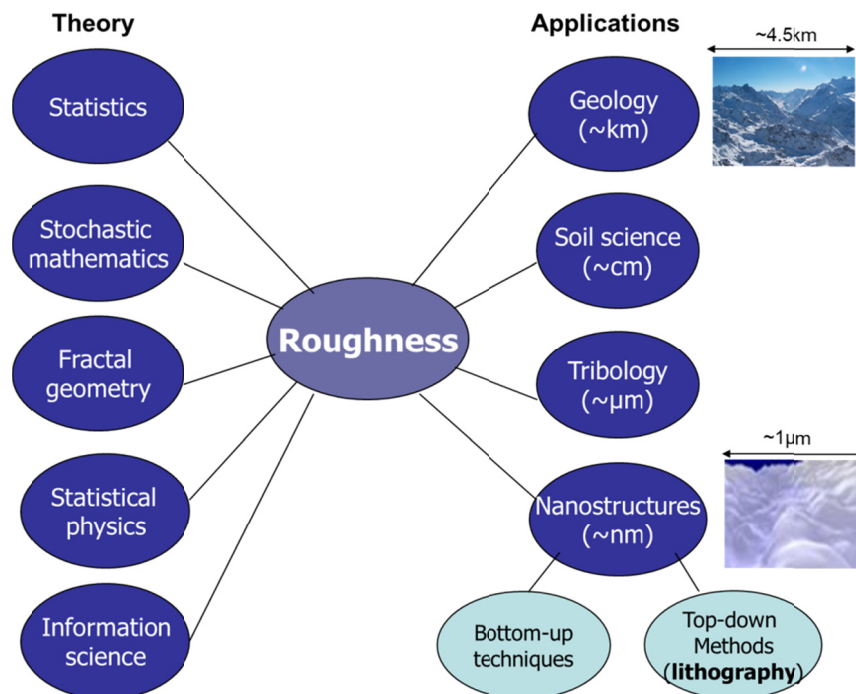 Theory
Applications
~4.5km
Statistics
Geology
(~km)
Stochastic
mathematics
Soil science
(~cm)
Roughness
Fractal
geometry
Tribology
(~µm)
~1µm
Statistical
physics
Nanostructures
(~nm)
Information
science
Bottom-up
techniques
Top-down
Methods
(lithography)